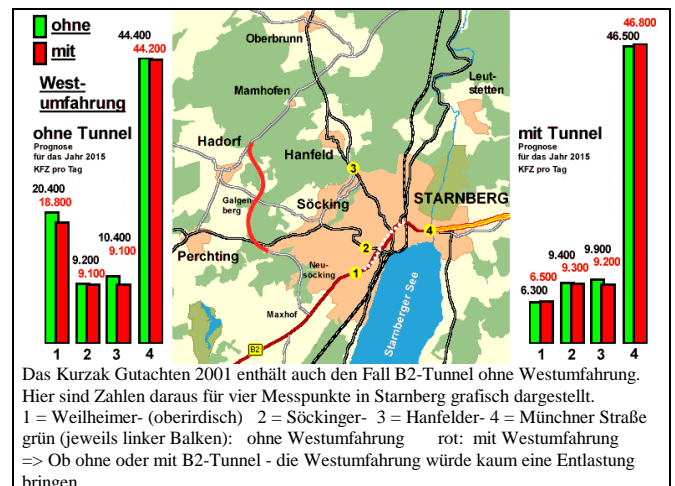 ohne
mit
West-
umfahrung
44.400
44.200
ohne Tunnel
Prognose
für das Jahr 2015
KFZ pro Tag
20.400
18.800
9.200
9.100
10.400
9.100
1 2 3 4
Oberbrunn
Mamhofen
Leut-
stetten
Hadorf
Hanfeld
3
Galgen
berg
Söcking
STARNBERG
4
Perchting
Neu-
söcking
2
1
Maxhof
B2
Starnberger See
46.800
46.500
mit Tunnel
Prognose
für das Jahr 2015
KFZ pro Tag
6.500
6.300
9.400
9.300
9.900
9.200
1 2 3 4
Das Kurzak Gutachten 2001 enthält auch den Fall B2-Tunnel ohne Westumfahrung.
Hier sind Zahlen daraus für vier Messpunkte in Starnberg grafisch dargestellt.
1 = Weilheimer- (oberirdisch) 2 = Söckinger- 3 = Hanfelder- 4 = Münchner Straße
grün (jeweils linker Balken): ohne Westumfahrung rot: mit Westumfahrung
=> Ob ohne oder mit B2-Tunnel - die Westumfahrung würde kaum eine Entlastung
bringen